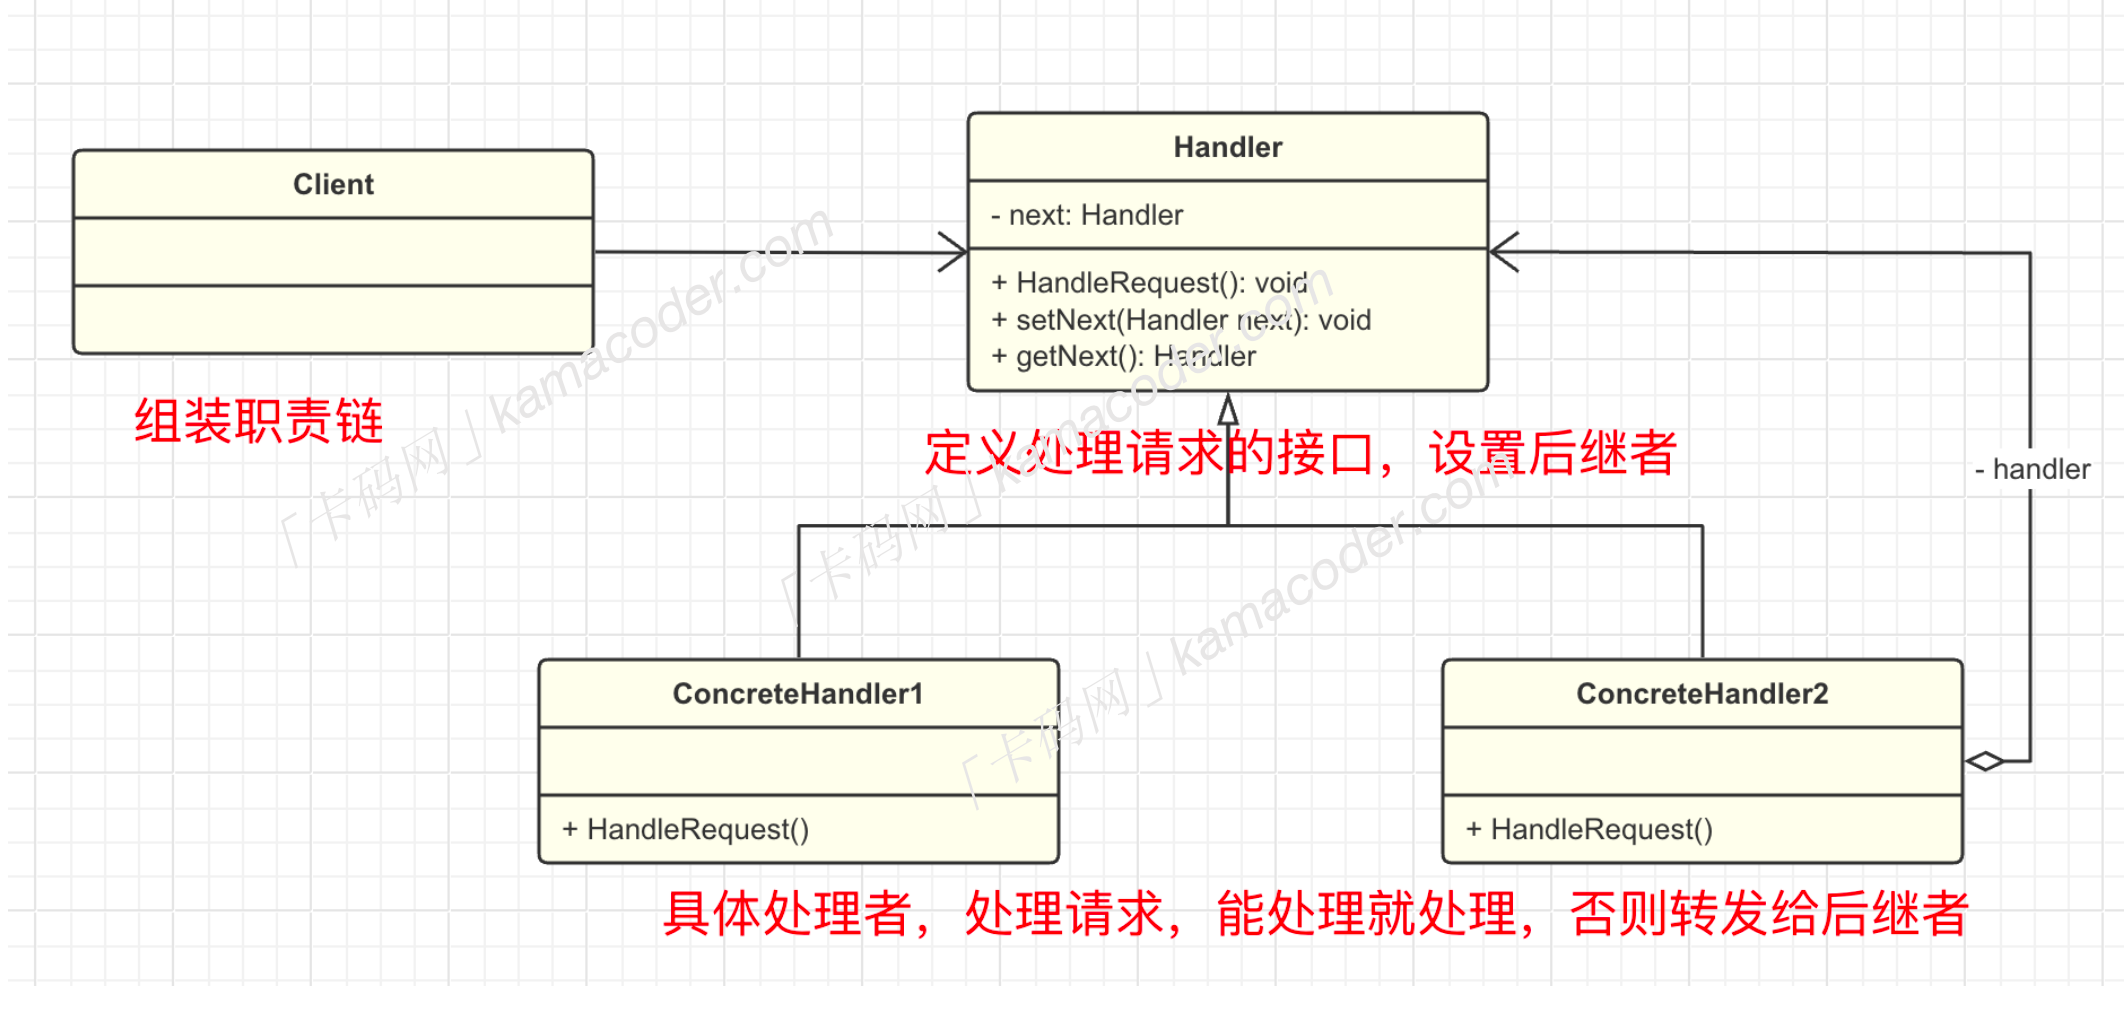 Client
组装职责链
Handler
- next: Handler
+ HandleRequest(): void
+ setNext(Handler next): void
+ getNext(): Handler
定义处理请求的接口，设置后继者
- handler
ConcreteHandler1
+ HandleRequest()
ConcreteHandler2
+ HandleRequest()
具体处理者，处理请求，能处理就处理，否则转发给后继者
「卡码网」kamacoder.com
「卡码网」kamacoder.com
「卡码网」kamacoder.com